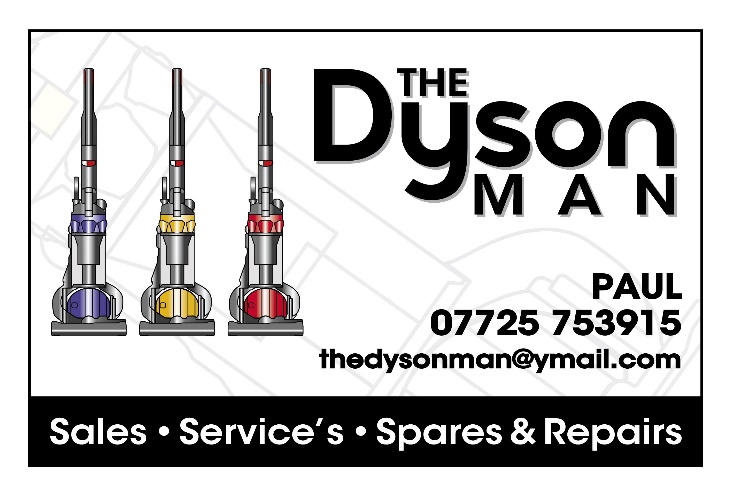 THE
Dyson
MAN
PAUL
07725 753915
thedysonman@ymail.com
Sales • Service's • Spares & Repairs